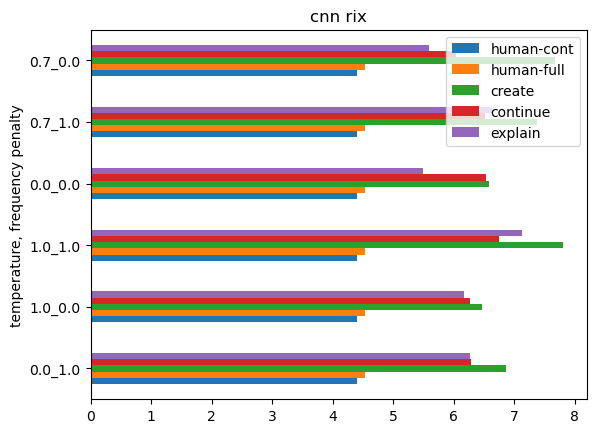 cnn rix
temperature, frequency penalty
0.7_0.0
0.7_1.0
0.0_0.0
1.0_1.0
1.0_0.0
0.0_1.0
human-cont
human-full
create
continue
explain
0 1 2 3 4 5 6 7 8